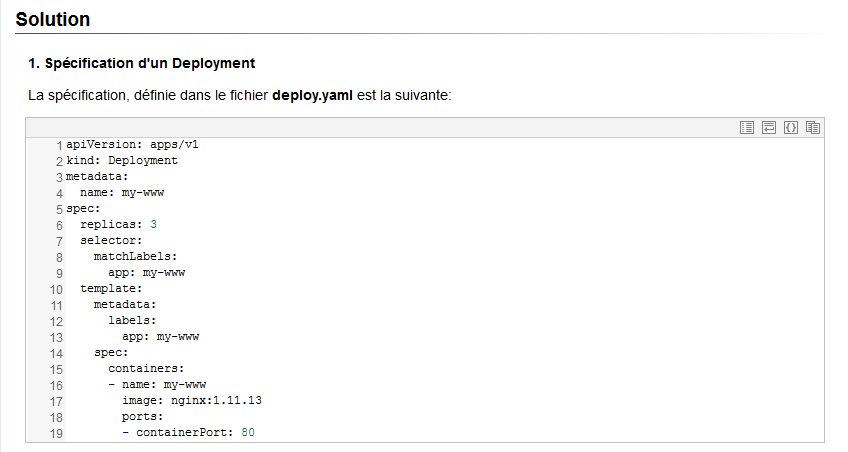 Solution
1. Spécification d'un Deployment
La spécification, définie dans le fichier deploy.yaml est la suivante:
1 apiVersion: apps/v1
2 kind: Deployment
3 metadata:
4   name: my-www
5 spec:
6   replicas: 3
7   selector:
8     matchLabels:
9       app: my-www
10   template:
11     metadata:
12       labels:
13         app: my-www
14     spec:
15       containers:
16       - name: my-www
17         image: nginx:1.11.13
18         ports:
19         - containerPort: 80